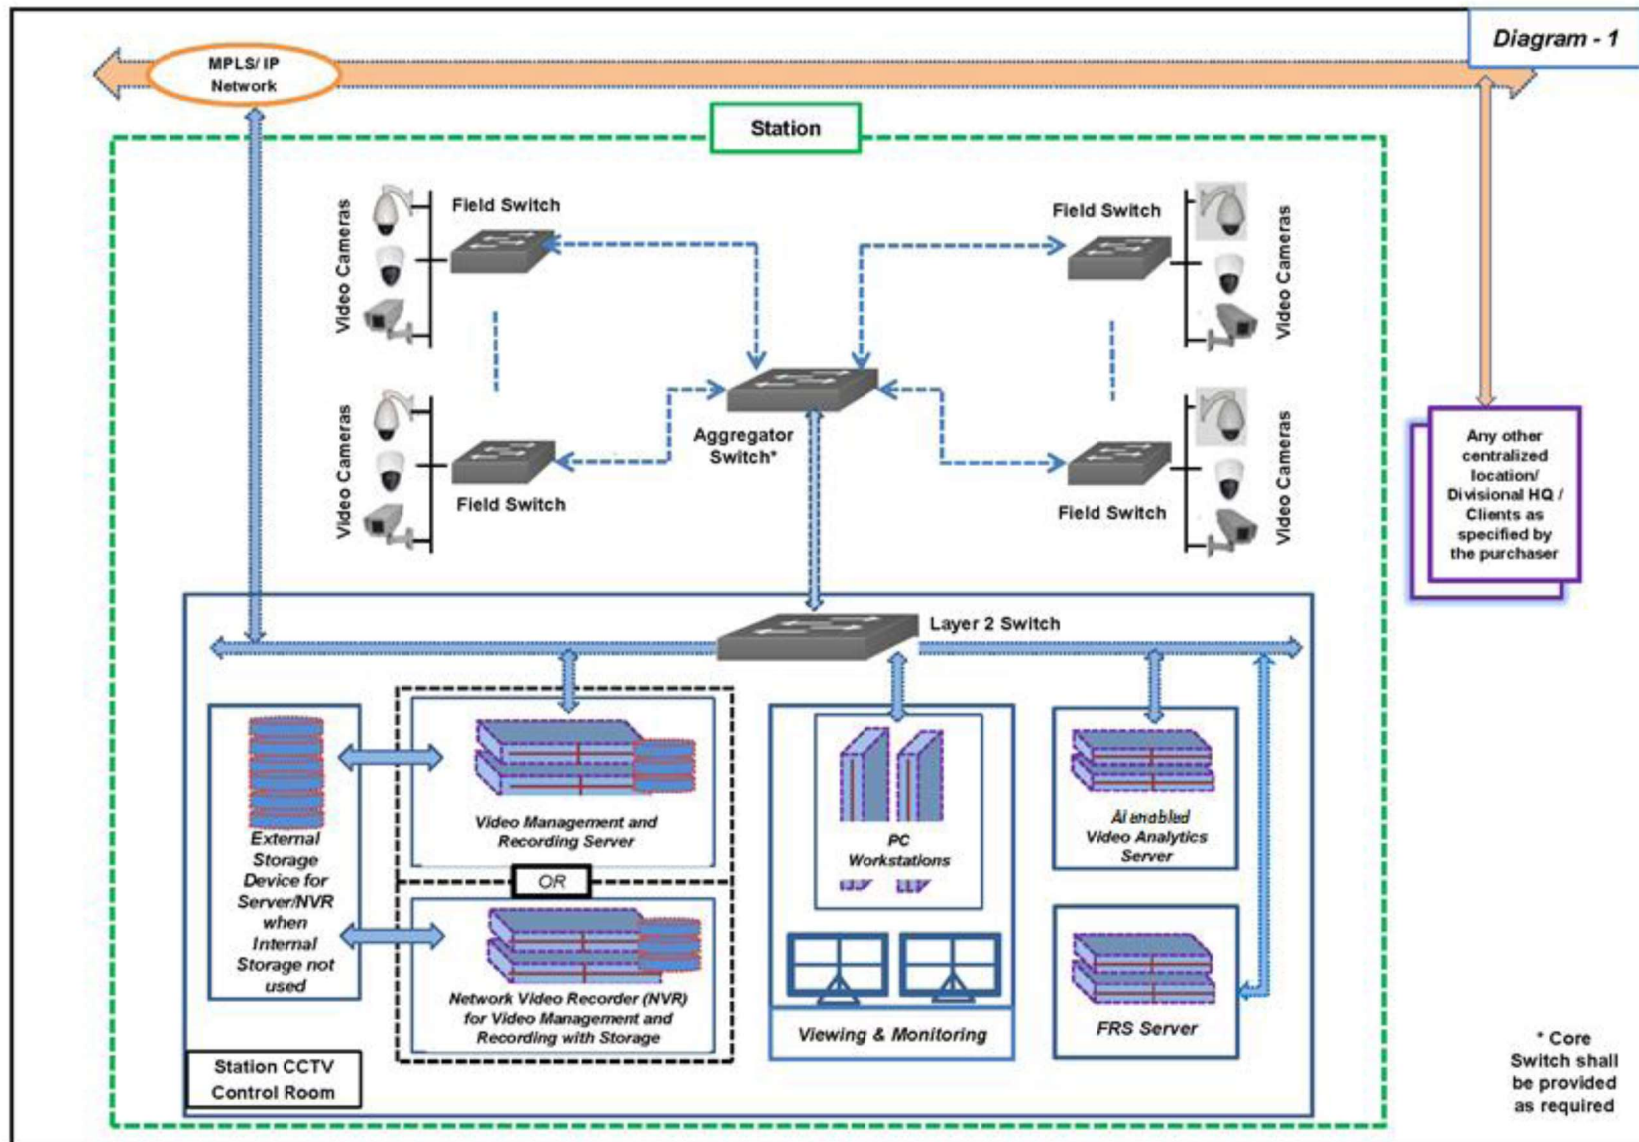 Diagram - 1
MPLS/ IP
Network
Station
Video Cameras
Field Switch
Field Switch
Video Cameras
Video Cameras
Field Switch
Aggregator
Switch*
Field Switch
Video Cameras
Any other
centralized
location/
Divisional HQ /
Clients as
specified by
the purchaser
Layer 2 Switch
External
Storage
Device for
Server/NVR
when
Internal
Storage not
used
Video Management and
Recording Server
OR
Network Video Recorder (NVR)
for Video Management and
Recording with Storage
PC
Workstations
Viewing & Monitoring
AI enabled
Video Analytics
Server
FRS Server
Station CCTV
Control Room
* Core
Switch shall
be provided
as required